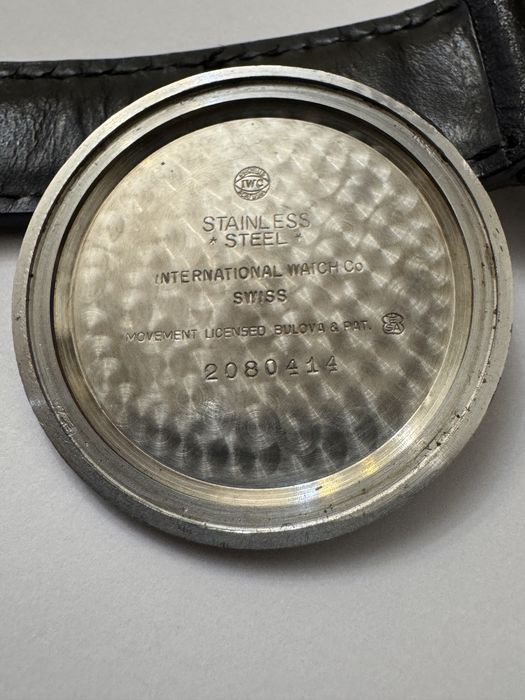 IWC
STAINLESS
* STEEL *
INTERNATIONAL WATCH Co
SWISS
MOVEMENT LICENSED BULOVA & PAT.
2080414